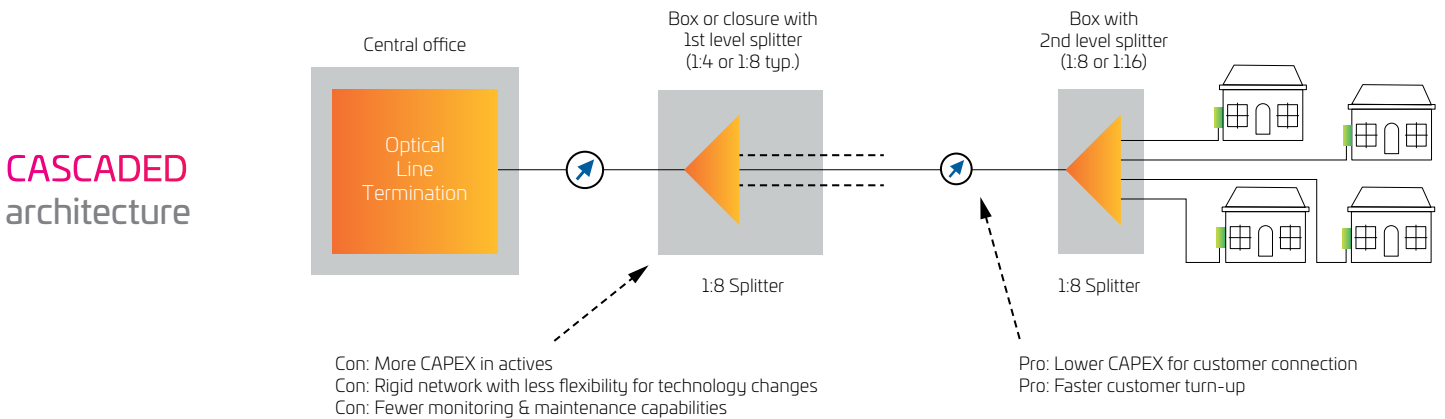 CASCADED
architecture
Central office
Optical
Line
Termination
Box or closure with
1st level splitter
(1:4 or 1:8 typ.)
1:8 Splitter
Box with
2nd level splitter
(1:8 or 1:16)
1:8 Splitter
Con: More CAPEX in actives
Con: Rigid network with less flexibility for technology changes
Con: Fewer monitoring & maintenance capabilities
Pro: Lower CAPEX for customer connection
Pro: Faster customer turn-up